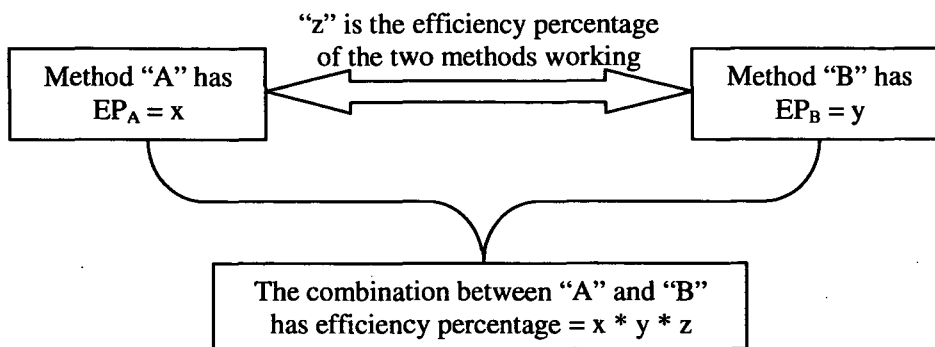 “z” is the efficiency percentage
of the two methods working
Method “A” has
EPA = x
Method “B” has
EPB = y
The combination between “A” and “B”
has efficiency percentage = x * y * z